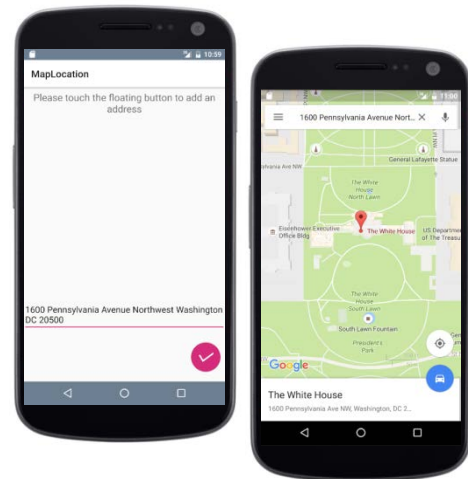 10:59
MapLocation
Please touch the floating button to add an
address
1600 Pennsylvania Avenue Northwest Washington
DC 20500
11:00
1600 Pennsylvania Avenue Nort...
General Lafayette Statue
The White
House
North Lawn
Eisenhower Executive
Office Bldg
The White House
US Departme
of The Treasu
The White
House
South Lawn
South Lawn Fountain
President's
Park
Google
The White House
1600 Pennsylvania Ave NW, Washington, DC 2...